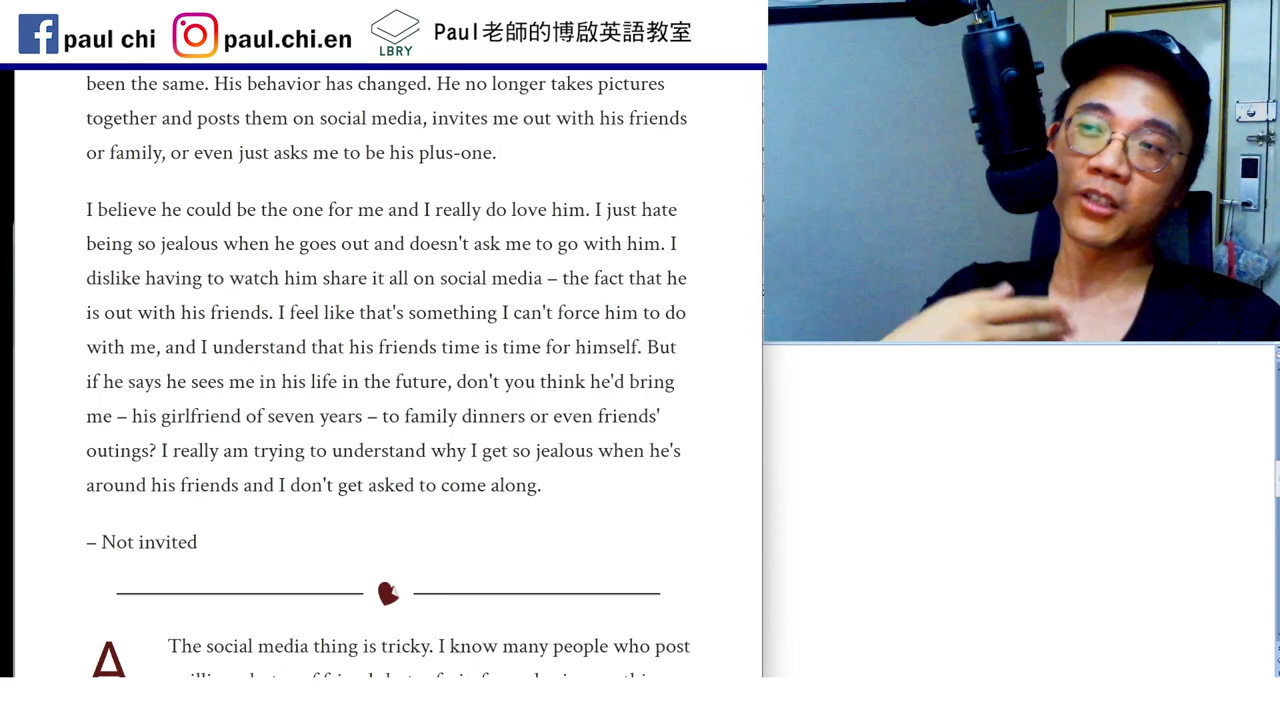 paul chi
paul.chi.en
LBRY
Paul老師的博啟英語教室
been the same. His behavior has changed. He no longer takes pictures
together and posts them on social media, invites me out with his friends
or family, or even just asks me to be his plus-one.
I believe he could be the one for me and I really do love him. I just hate
being so jealous when he goes out and doesn't ask me to go with him. I
dislike having to watch him share it all on social media – the fact that he
is out with his friends. I feel like that's something I can't force him to do
with me, and I understand that his friends time is time for himself. But
if he says he sees me in his life in the future, don't you think he'd bring
me – his girlfriend of seven years – to family dinners or even friends'
outings? I really am trying to understand why I get so jealous when he's
around his friends and I don't get asked to come along.
– Not invited
A
The social media thing is tricky. I know many people who post